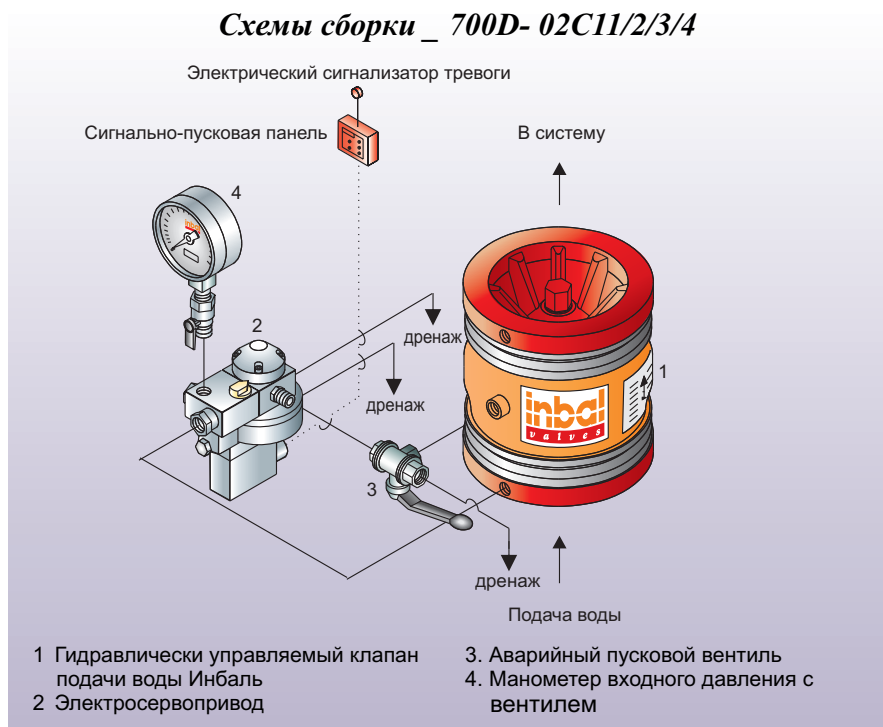 Схемы сборки _ 700D- 02C11/2/3/4
Электрический сигнализатор тревоги
Сигнально-пусковая панель
В систему
4
2
дренаж
1
inbal
valves
дренаж
3
дренаж
Подача воды
1 Гидравлически управляемый клапан
подачи воды Инбаль
2 Электросервопривод
3. Аварийный пусковой вентиль
4. Манометр входного давления с
вентилем